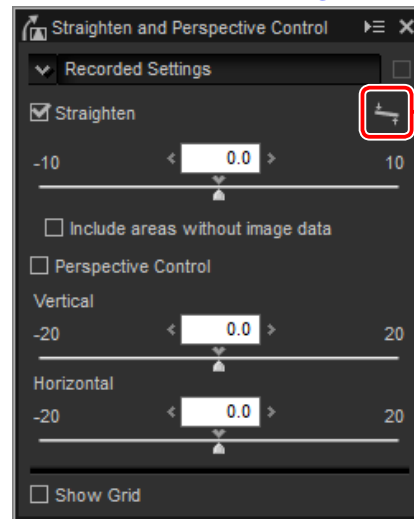 Straighten and Perspective Control
Recorded Settings
Straighten
-10 0.0 10
Include areas without image data
Perspective Control
Vertical
-20 0.0 20
Horizontal
-20 0.0 20
Show Grid